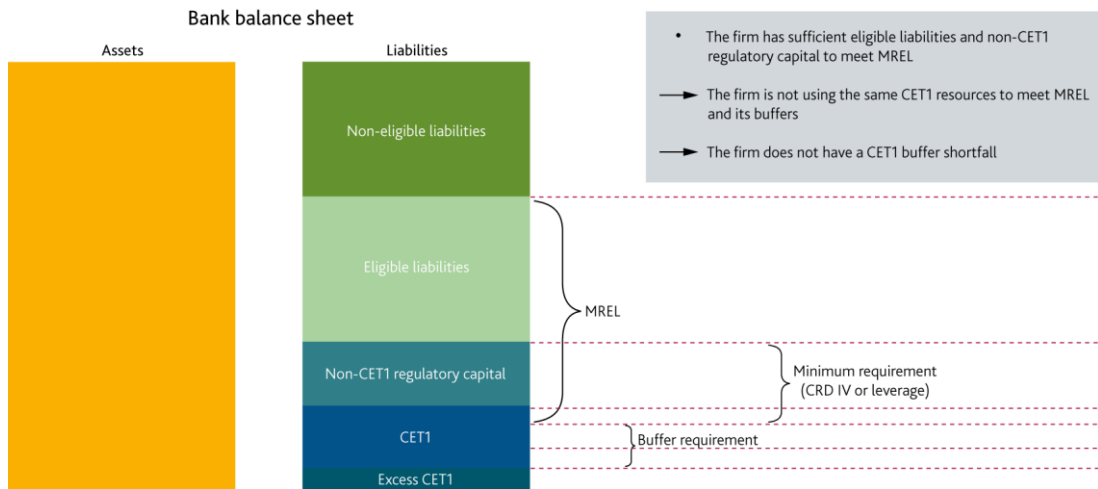 Bank balance sheet
Assets
Liabilities
• The firm has sufficient eligible liabilities and non-CET1
regulatory capital to meet MREL
The firm is not using the same CET1 resources to meet MREL
and its buffers
The firm does not have a CET1 buffer shortfall
Non-eligible liabilities
Eligible liabilities
MREL
Non-CET1 regulatory capital
Minimum requirement
(CRD IV or leverage)
CET1
Buffer requirement
Excess CET1